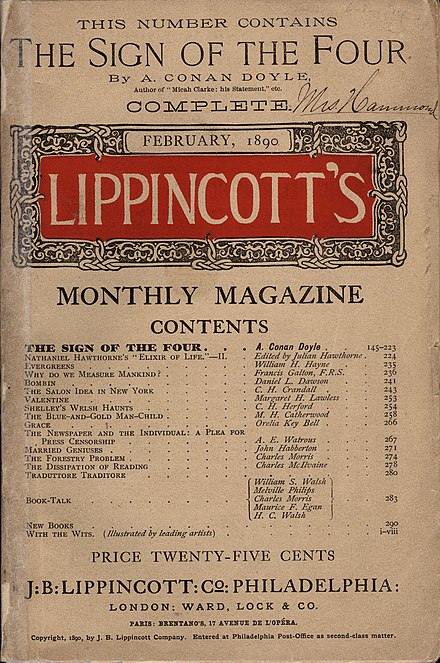 THIS NUMBER CONTAINS
THE SIGN OF THE FOUR
By A. CONAN DOYLE,
Author of "Micah Clarke: his Statement," etc.
COMPLETE.
Mrs. Hammond
FEBRUARY, 1890
LIPPINCOTT'S
MONTHLY MAGAZINE
CONTENTS
THE SIGN OF THE FOUR . . . A. Conan Doyle . 145-223
NATHANIEL HAWTHORNE'S "ELIXIR OF LIFE."—II. Edited by Julian Hawthorne . 224
EVERGREENS William H. Hayne 235
WHY DO WE MEASURE MANKIND? Francis Galton, F.R.S. 236
BOMBIN Daniel L. Dawson 241
THE SALON IDEA IN NEW YORK C. H. Crandall 243
VALENTINE Margaret H. Lawless 253
SHELLEY'S WELSH HAUNTS C. H. Herford 254
THE BLUE-AND-GOLD MAN-CHILD M. H. Catherwood 258
GRACE Orelia Key Bell 266
THE NEWSPAPER AND THE INDIVIDUAL: A PLEA FOR
PRESS CENSORSHIP A. E. Watrous 267
MARRIED GENIUSES John Habberton 271
THE FORESTRY PROBLEM Charles Morris 274
THE DISSIPATION OF READING Charles McIlvaine 278
TRADUTTORE TRADITORE 280
BOOK-TALK William S. Walsh
Melville Philips
Charles Morris 283
Maurice F. Egan
H. C. Walsh
NEW BOOKS 290
WITH THE WITS. (Illustrated by leading artists) i-viii
PRICE TWENTY-FIVE CENTS
J:B:LIPPINCOTT:Co:PHILADELPHIA:
LONDON: WARD, LOCK & CO.
PARIS: BRENTANO'S, 17 AVENUE DE L'OPÉRA.
Copyright, 1890, by J. B. Lippincott Company. Entered at Philadelphia Post-Office as second-class matter.